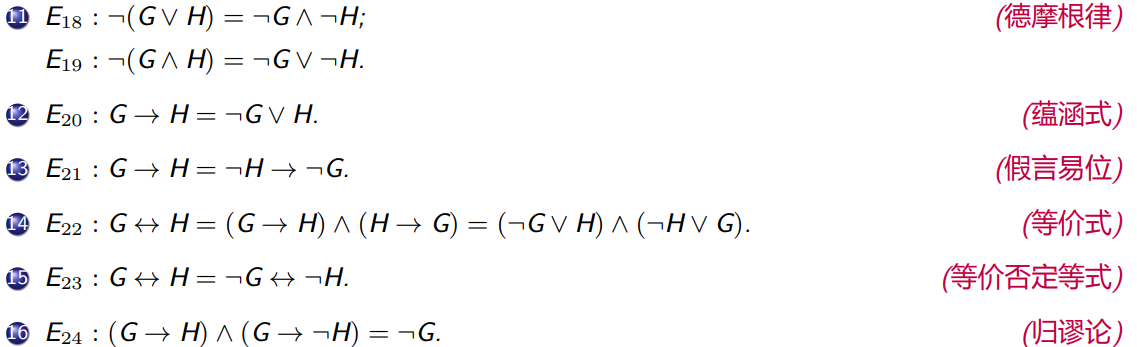 11 E₁₈ : ¬(G ∨ H) = ¬G ∧ ¬H; (德摩根律)
E₁₉ : ¬(G ∧ H) = ¬G ∨ ¬H.
12 E₂₀ : G → H = ¬G ∨ H. (蕴涵式)
13 E₂₁ : G → H = ¬H → ¬G. (假言易位)
14 E₂₂ : G ↔ H = (G → H) ∧ (H → G) = (¬G ∨ H) ∧ (¬H ∨ G). (等价式)
15 E₂₃ : G ↔ H = ¬G ↔ ¬H. (等价否定等式)
16 E₂₄ : (G → H) ∧ (G → ¬H) = ¬G. (归谬论)